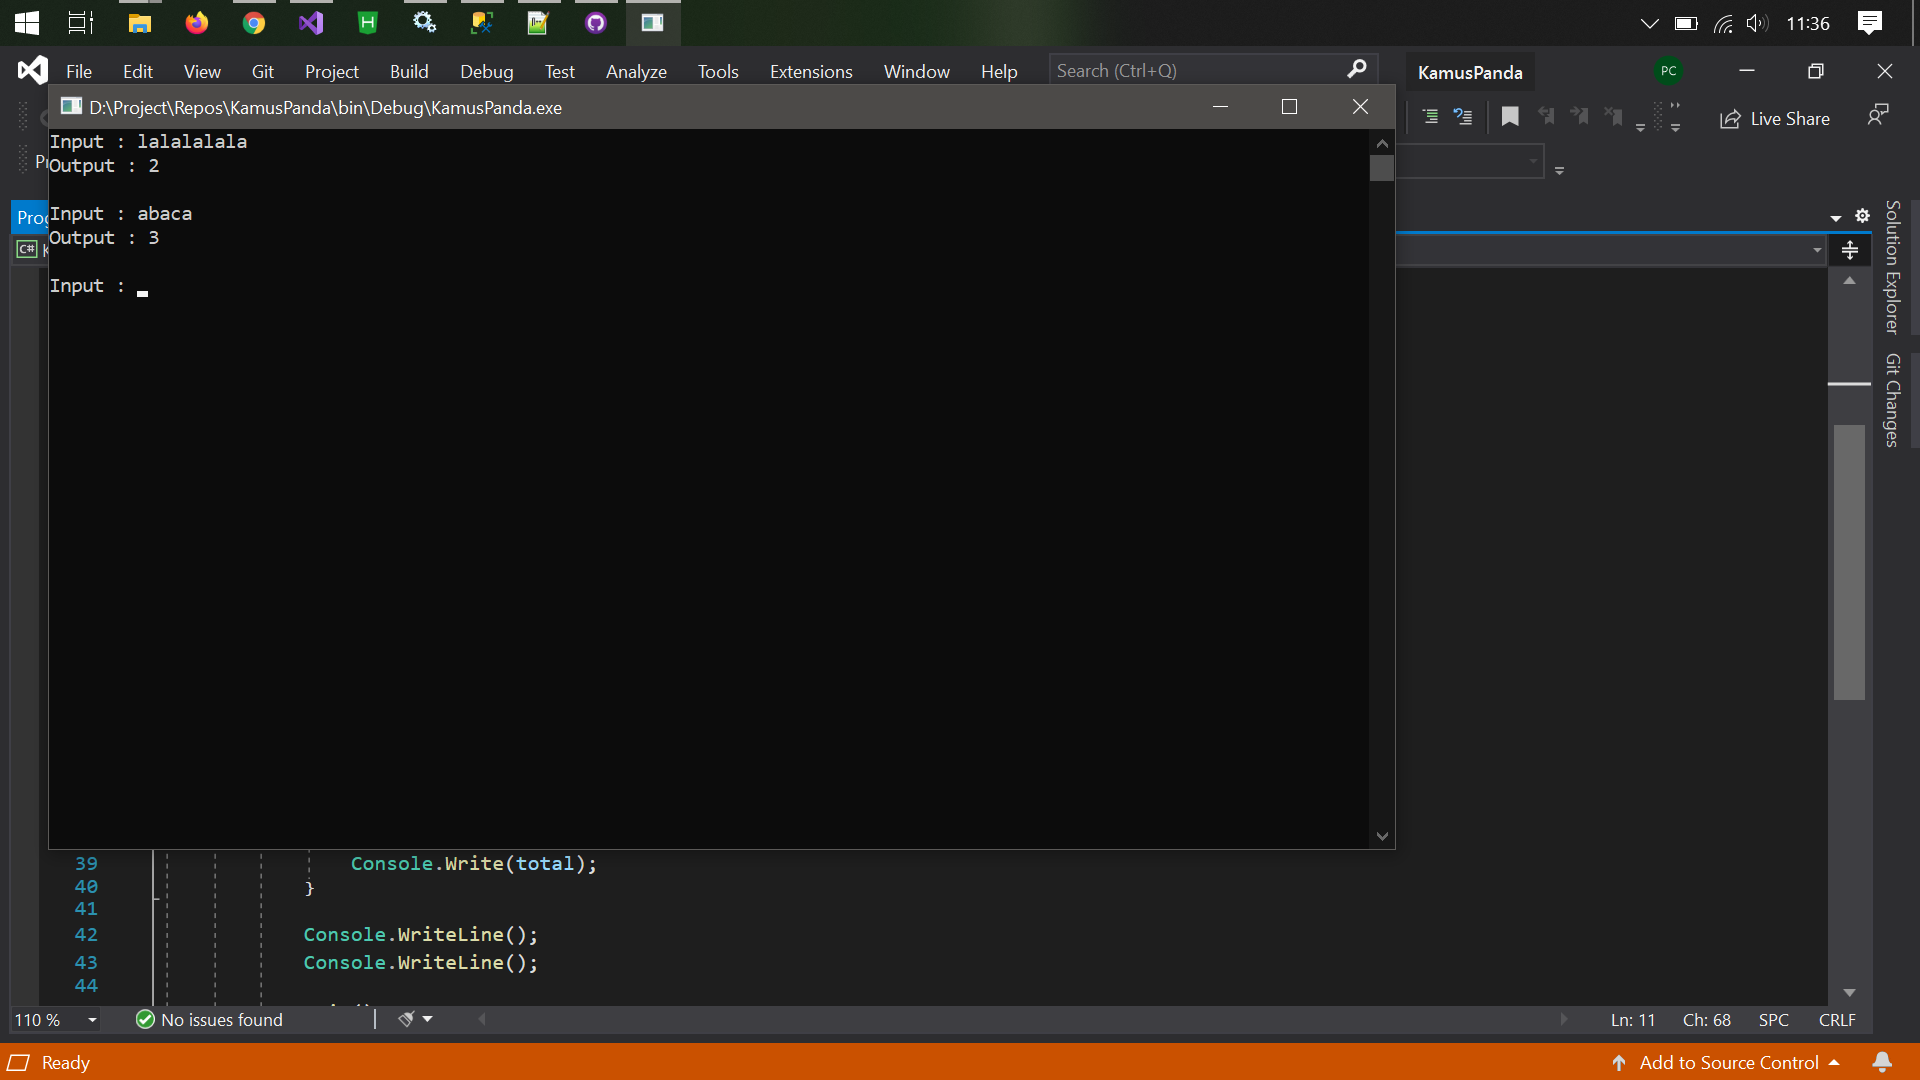 11:36
File Edit View Git Project Build Debug Test Analyze Tools Extensions Window Help Search (Ctrl+Q) KamusPanda PC
D:\Project\Repos\KamusPanda\bin\Debug\KamusPanda.exe
Live Share
Input : lalalalala
Output : 2
Input : abaca
Output : 3
Input :
C#
Solution Explorer
Git Changes
39 Console.Write(total);
40 }
41
42 Console.WriteLine();
43 Console.WriteLine();
44
110 % No issues found Ln: 11 Ch: 68 SPC CRLF
Ready Add to Source Control